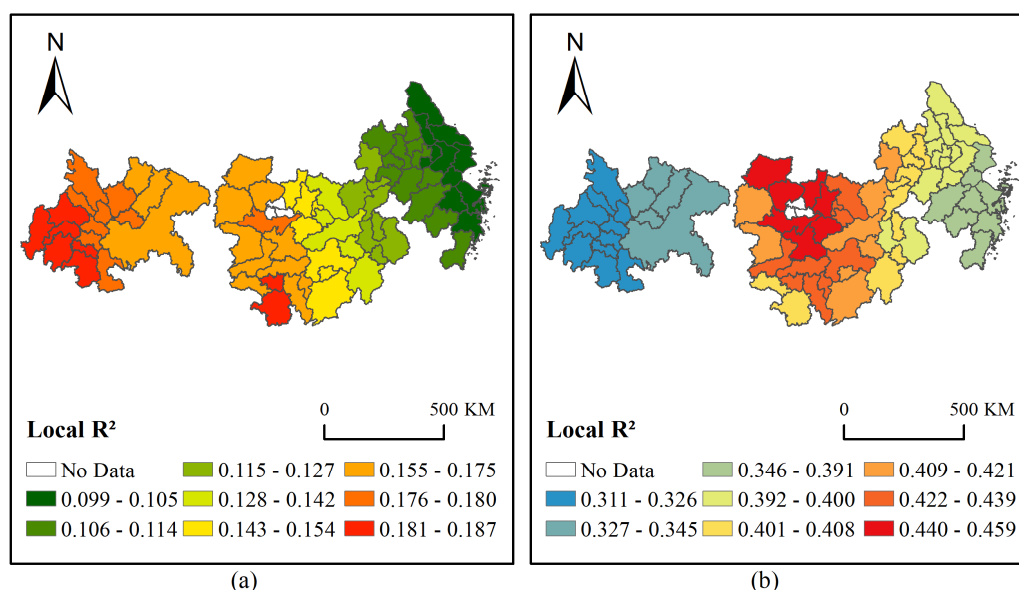 N
0 500 KM
Local R²
No Data 0.115 - 0.127 0.155 - 0.175
0.099 - 0.105 0.128 - 0.142 0.176 - 0.180
0.106 - 0.114 0.143 - 0.154 0.181 - 0.187
(a)
N
0 500 KM
Local R²
No Data 0.346 - 0.391 0.409 - 0.421
0.311 - 0.326 0.392 - 0.400 0.422 - 0.439
0.327 - 0.345 0.401 - 0.408 0.440 - 0.459
(b)